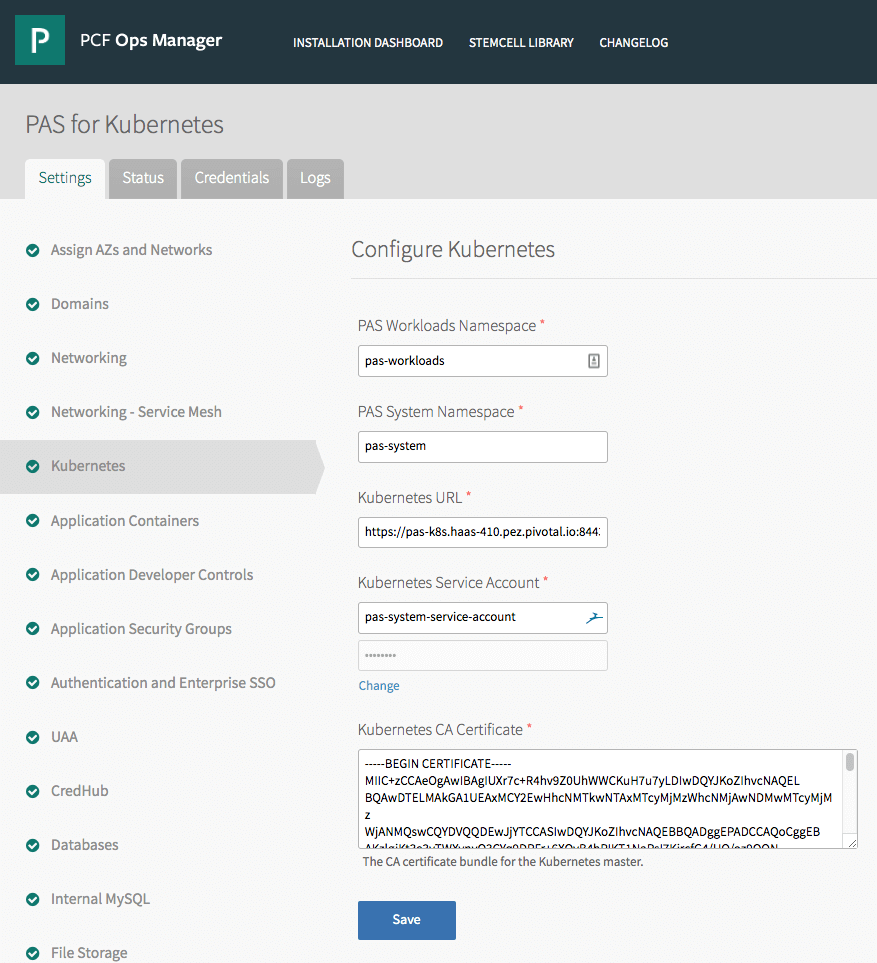 PCF Ops Manager
INSTALLATION DASHBOARD
STEMCELL LIBRARY
CHANGELOG
PAS for Kubernetes
Settings
Status
Credentials
Logs
Assign AZs and Networks
Domains
Networking
Networking - Service Mesh
Kubernetes
Application Containers
Application Developer Controls
Application Security Groups
Authentication and Enterprise SSO
UAA
CredHub
Databases
Internal MySQL
File Storage
Configure Kubernetes
PAS Workloads Namespace *
pas-workloads
PAS System Namespace *
pas-system
Kubernetes URL *
https://pas-k8s.haas-410.pez.pivotal.io:844
Kubernetes Service Account *
pas-system-service-account
••••••••
Change
Kubernetes CA Certificate *
-----BEGIN CERTIFICATE-----
MIIC+zCCAeOgAwIBAgIUXr7c+R4hv9Z0UhWWCKuH7u7yLDIwDQYJKoZIhvcNAQEL
BQAwDTELMAkGA1UEAxMCY2EwHhcNMTkwNTAxMTcyMjMzWhcNMjAwNDMwMTcyMjM
z
WjANMQswCQYDVQQDEwJjYTCCASIwDQYJKoZIhvcNAQEBBQADggEPADCCAQoCggEB
The CA certificate bundle for the Kubernetes master.
Save